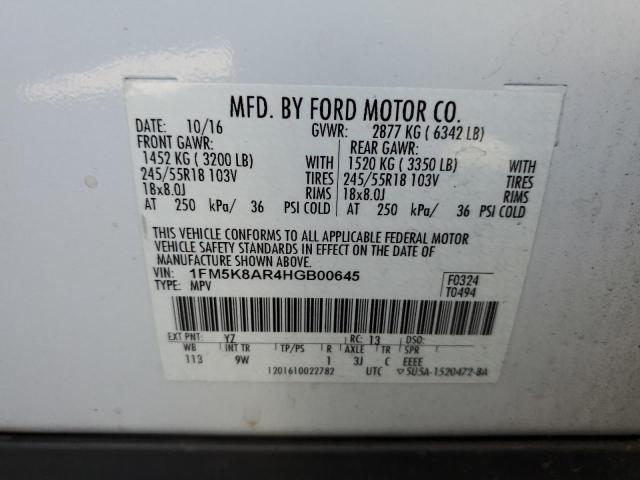 MFD. BY FORD MOTOR CO.
DATE: 10/16 GVWR: 2877 KG ( 6342 LB)
FRONT GAWR: REAR GAWR:
1452 KG ( 3200 LB) WITH 1520 KG ( 3350 LB) WITH
245/55R18 103V TIRES 245/55R18 103V TIRES
18x8.0J RIMS 18x8.0J RIMS
AT 250 kPa/ 36 PSI COLD AT 250 kPa/ 36 PSI COLD
THIS VEHICLE CONFORMS TO ALL APPLICABLE FEDERAL MOTOR
VEHICLE SAFETY STANDARDS IN EFFECT ON THE DATE OF
MANUFACTURE SHOWN ABOVE.
VIN: 1FM5K8AR4HGB00645 F0324
TYPE: MPV T0494
EXT PNT: YZ RC: 13 DSO:
WB INT TR TP/PS R AXLE TR SPR
113 9W 1 3J C EEEE
1201610022782 UTC ▽5U5A-1520472-BA